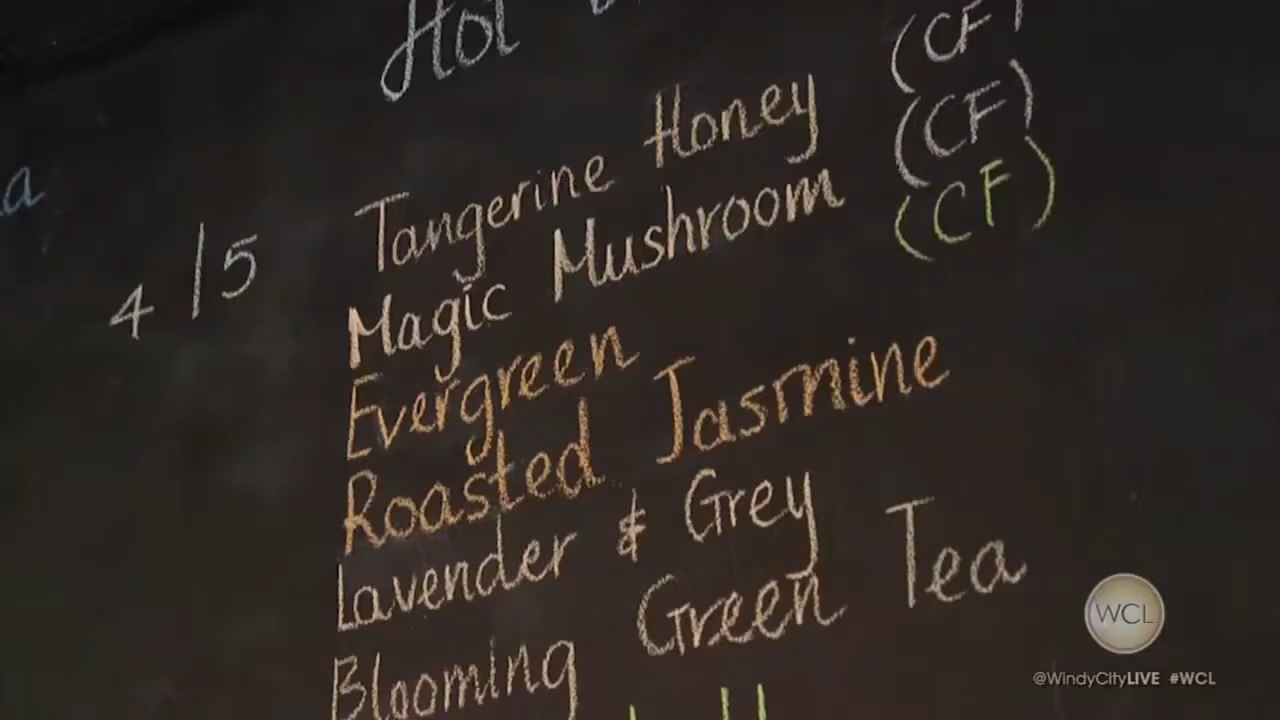 Hot
(CF)
Tangerine Honey (CF)
Magic Mushroom (CF)
4/5
Evergreen
Roasted Jasmine
Lavender & Grey
Blooming Green Tea
WCL
@WindyCityLIVE #WCL